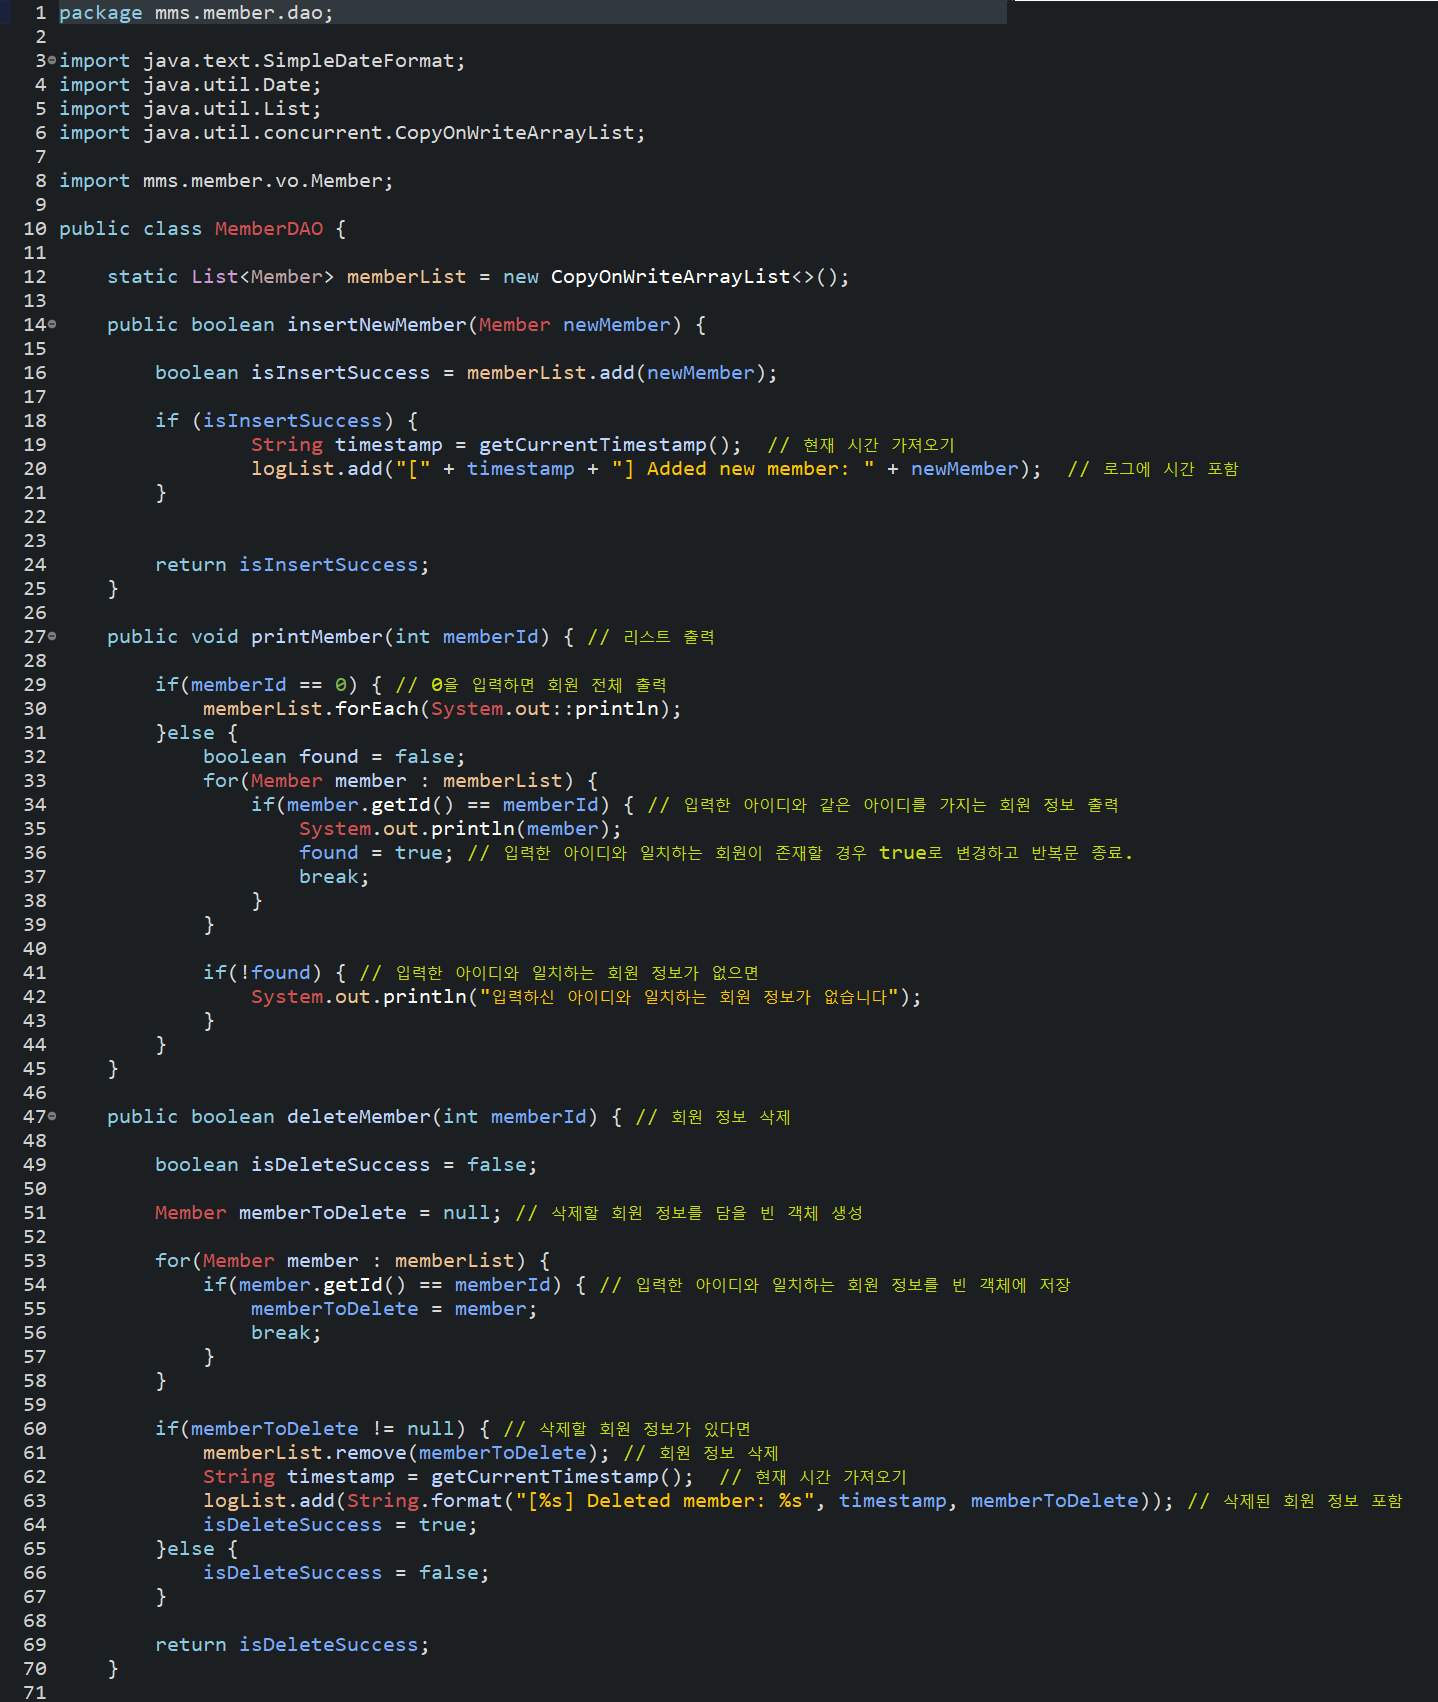 1 package mms.member.dao;
2
3 import java.text.SimpleDateFormat;
4 import java.util.Date;
5 import java.util.List;
6 import java.util.concurrent.CopyOnWriteArrayList;
7
8 import mms.member.vo.Member;
9
10 public class MemberDAO {
11
12     static List<Member> memberList = new CopyOnWriteArrayList<>();
13
14     public boolean insertNewMember(Member newMember) {
15
16         boolean isInsertSuccess = memberList.add(newMember);
17
18         if (isInsertSuccess) {
19                 String timestamp = getCurrentTimestamp();  // 현재 시간 가져오기
20                 logList.add("[" + timestamp + "] Added new member: " + newMember);  // 로그에 시간 포함
21         }
22
23
24         return isInsertSuccess;
25     }
26
27     public void printMember(int memberId) { // 리스트 출력
28
29         if(memberId == 0) { // 0을 입력하면 회원 전체 출력
30             memberList.forEach(System.out::println);
31         }else {
32             boolean found = false;
33             for(Member member : memberList) {
34                 if(member.getId() == memberId) { // 입력한 아이디와 같은 아이디를 가지는 회원 정보 출력
35                     System.out.println(member);
36                     found = true; // 입력한 아이디와 일치하는 회원이 존재할 경우 true로 변경하고 반복문 종료.
37                     break;
38                 }
39             }
40
41             if(!found) { // 입력한 아이디와 일치하는 회원 정보가 없으면
42                 System.out.println("입력하신 아이디와 일치하는 회원 정보가 없습니다");
43             }
44         }
45     }
46
47     public boolean deleteMember(int memberId) { // 회원 정보 삭제
48
49         boolean isDeleteSuccess = false;
50
51         Member memberToDelete = null; // 삭제할 회원 정보를 담을 빈 객체 생성
52
53         for(Member member : memberList) {
54             if(member.getId() == memberId) { // 입력한 아이디와 일치하는 회원 정보를 빈 객체에 저장
55                 memberToDelete = member;
56                 break;
57             }
58         }
59
60         if(memberToDelete != null) { // 삭제할 회원 정보가 있다면
61             memberList.remove(memberToDelete); // 회원 정보 삭제
62             String timestamp = getCurrentTimestamp();  // 현재 시간 가져오기
63             logList.add(String.format("[%s] Deleted member: %s", timestamp, memberToDelete)); // 삭제된 회원 정보 포함
64             isDeleteSuccess = true;
65         }else {
66             isDeleteSuccess = false;
67         }
68
69         return isDeleteSuccess;
70     }
71